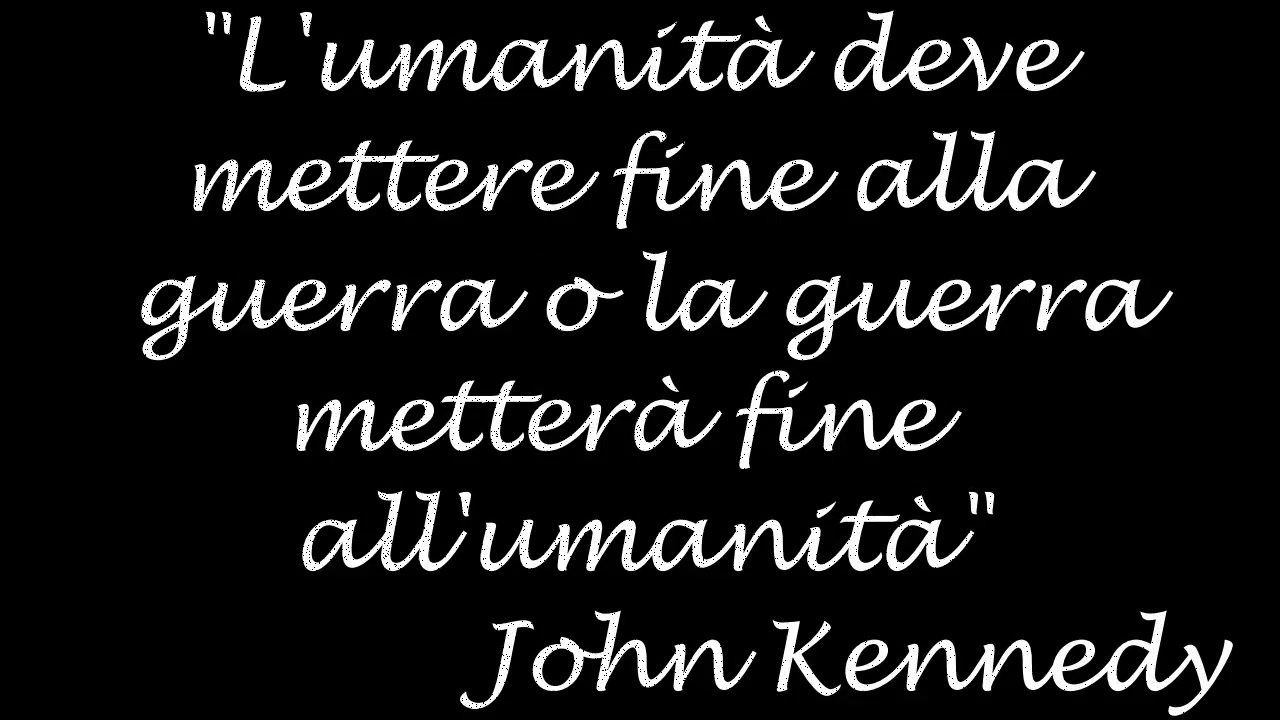 "L'umanità deve
mettere fine alla
guerra o la guerra
metterà fine
all'umanità"
John Kennedy